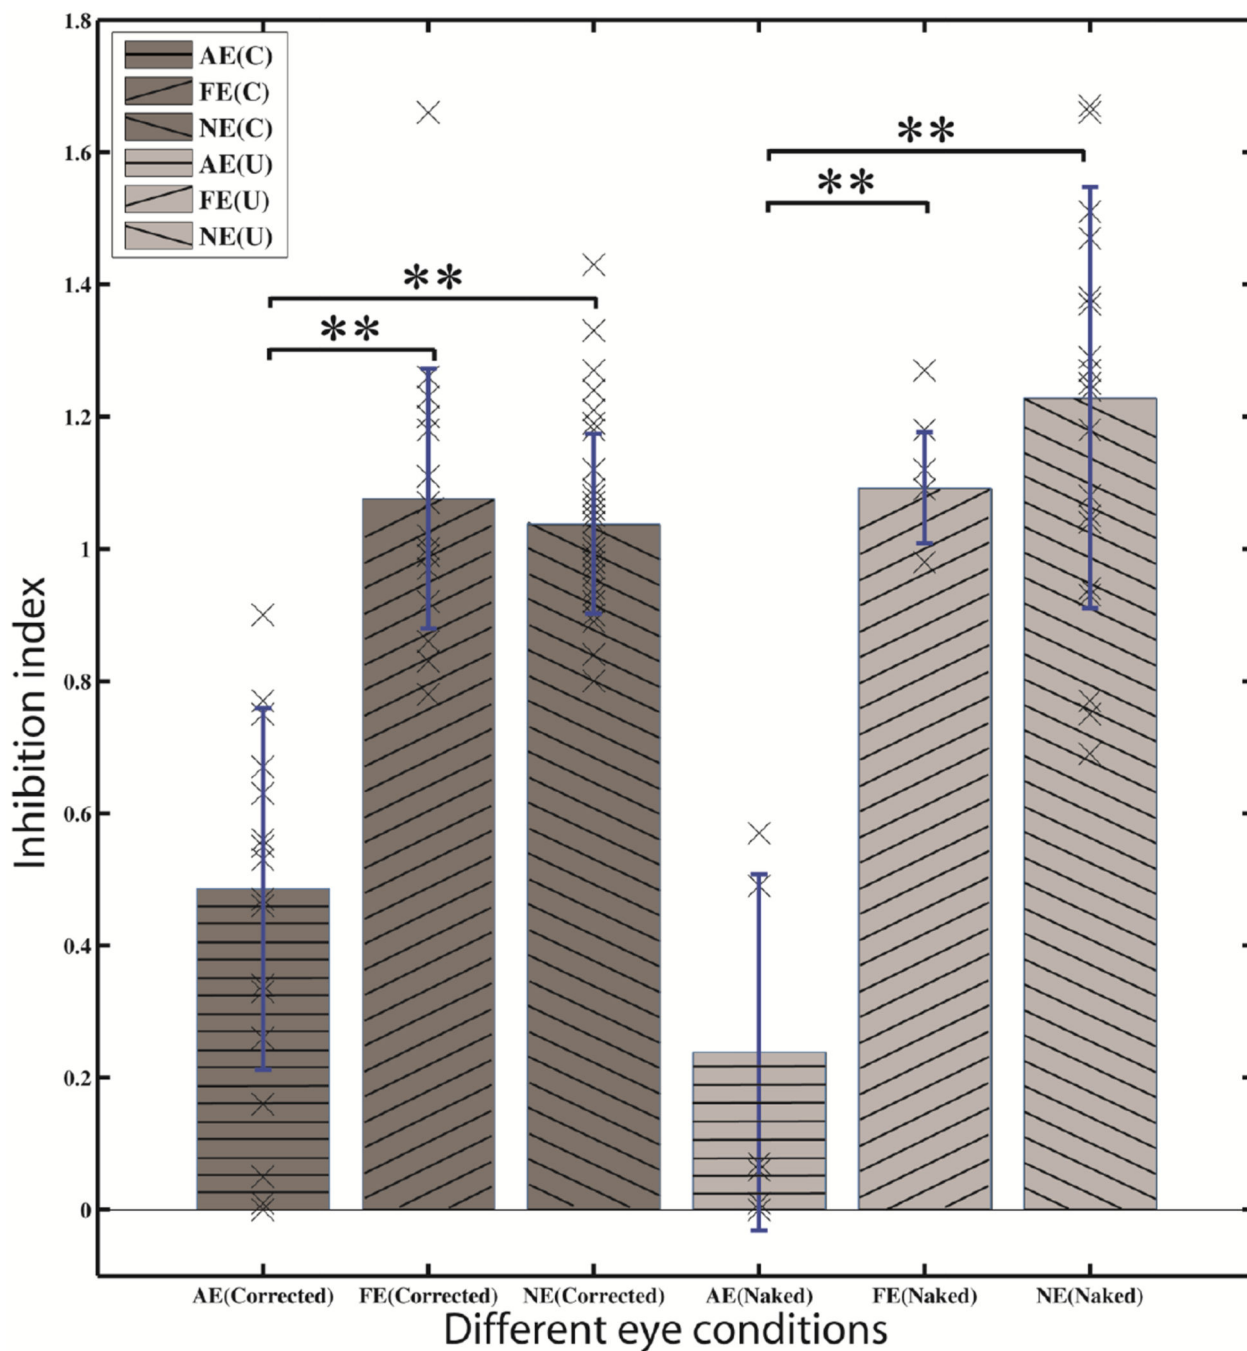 1.8
1.6
1.4
1.2
1
0.8
0.6
0.4
0.2
0
Inhibition index
AE(C)
FE(C)
NE(C)
AE(U)
FE(U)
NE(U)
**
**
**
**
AE(Corrected) FE(Corrected) NE(Corrected) AE(Naked) FE(Naked) NE(Naked)
Different eye conditions